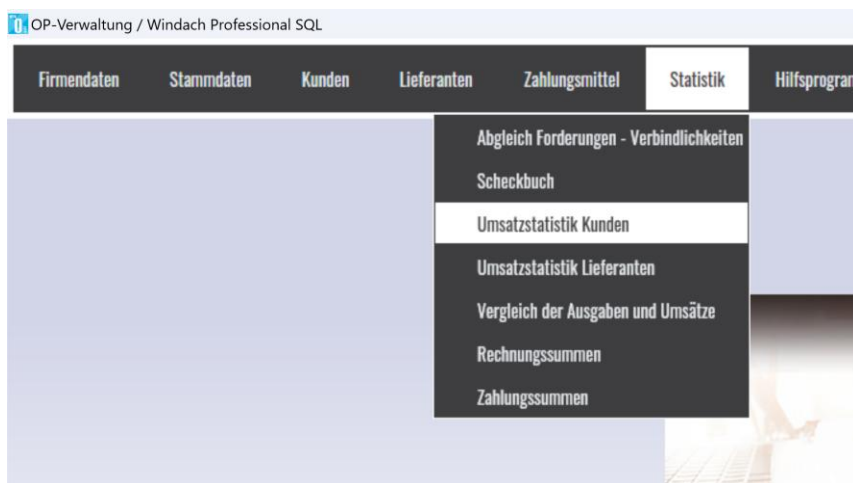 OP-Verwaltung / Windach Professional SQL
Firmendaten Stammdaten Kunden Lieferanten Zahlungsmittel Statistik Hilfsprogram
Abgleich Forderungen - Verbindlichkeiten
Scheckbuch
Umsatzstatistik Kunden
Umsatzstatistik Lieferanten
Vergleich der Ausgaben und Umsätze
Rechnungssummen
Zahlungssummen